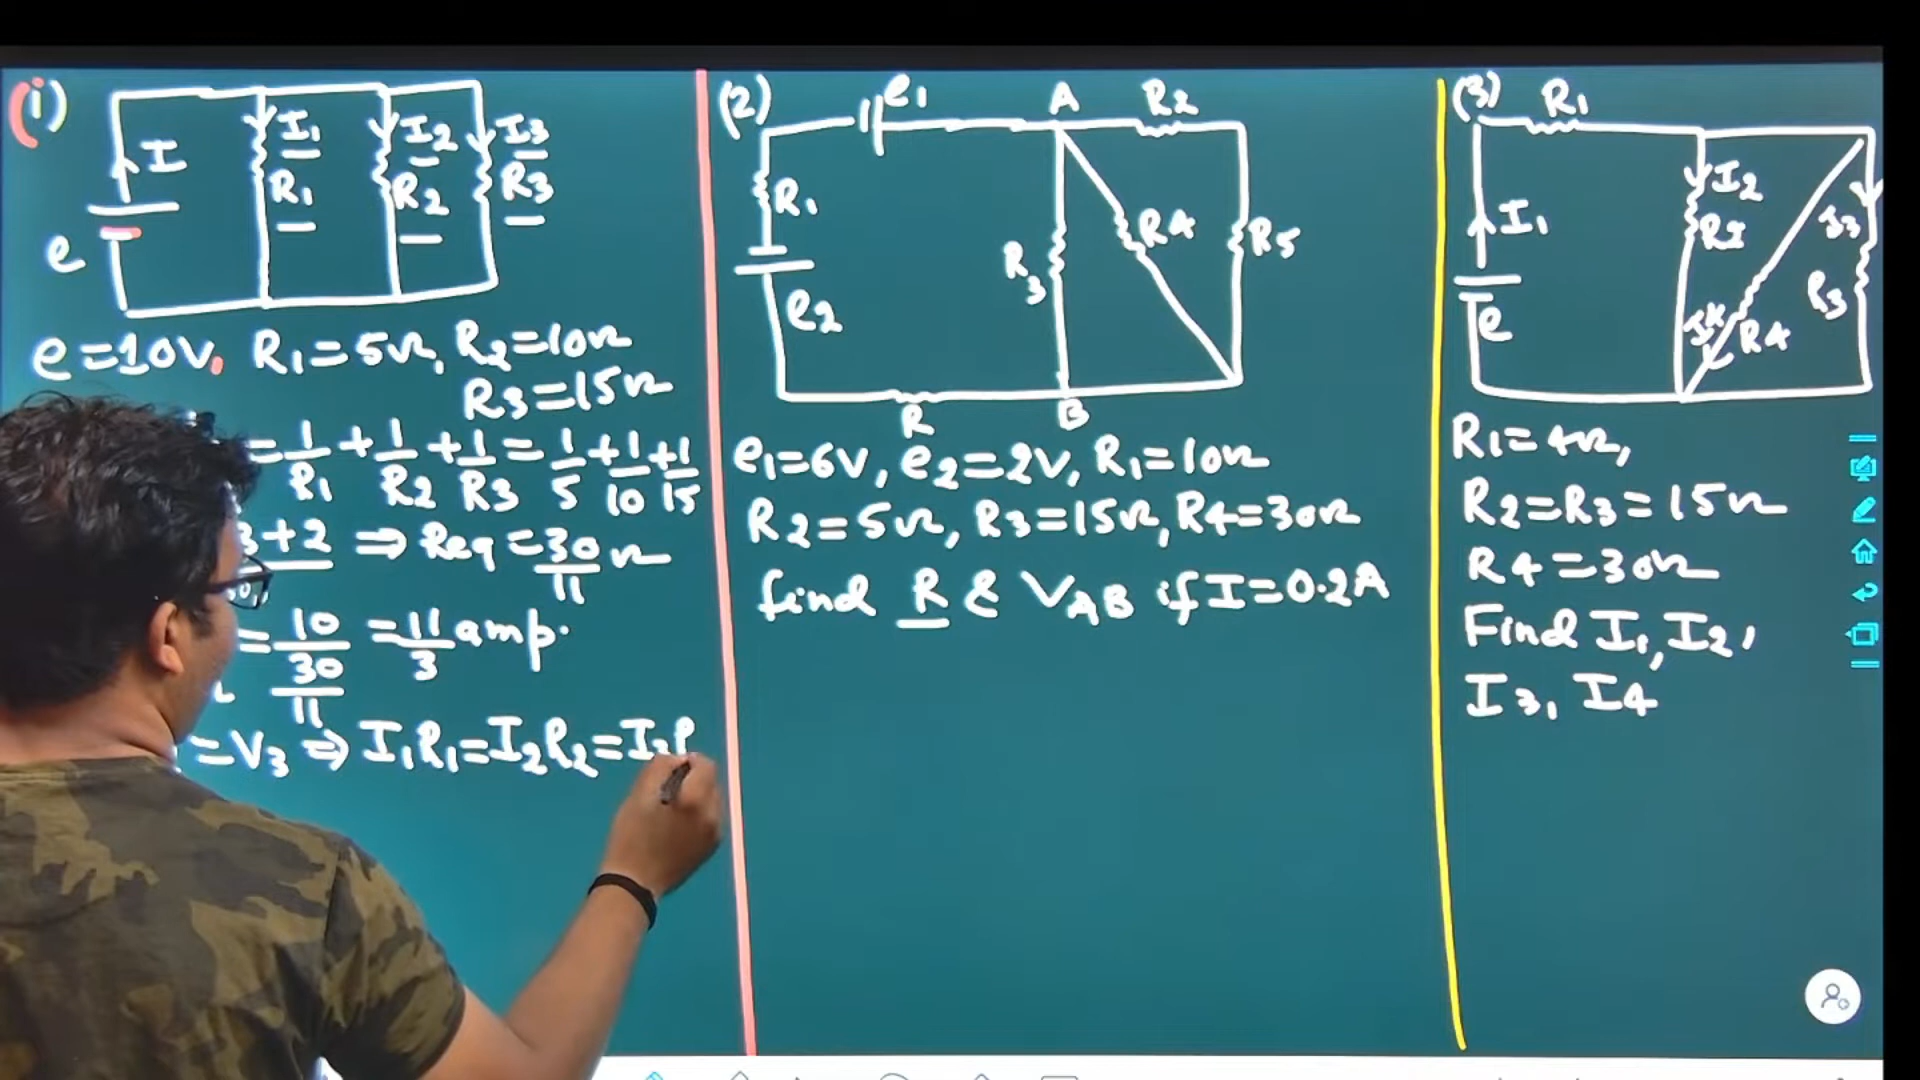 (i)
I
I1
R1
I2
R2
I3
R3
e
e=10V, R1=5Ω, R2=10Ω
R3=15Ω
=1/R1+1/R2+1/R3=1/5+1/10+1/15
3+2 ⇒ Req=30/11 Ω
=10/(30/11)=11/3 amp.
=V3 ⇒ I1R1=I2R2=I3R
(2)
e1
A
R2
R1
e2
R3
R4
R5
R
B
e1=6V, e2=2V, R1=10Ω
R2=5Ω, R3=15Ω, R4=30Ω
find R & VAB if I=0.2A
(3)
R1
I1
e
I2
R2
I3
R3
I4
R4
R1=4Ω,
R2=R3=15Ω
R4=30Ω
Find I1, I2,
I3, I4